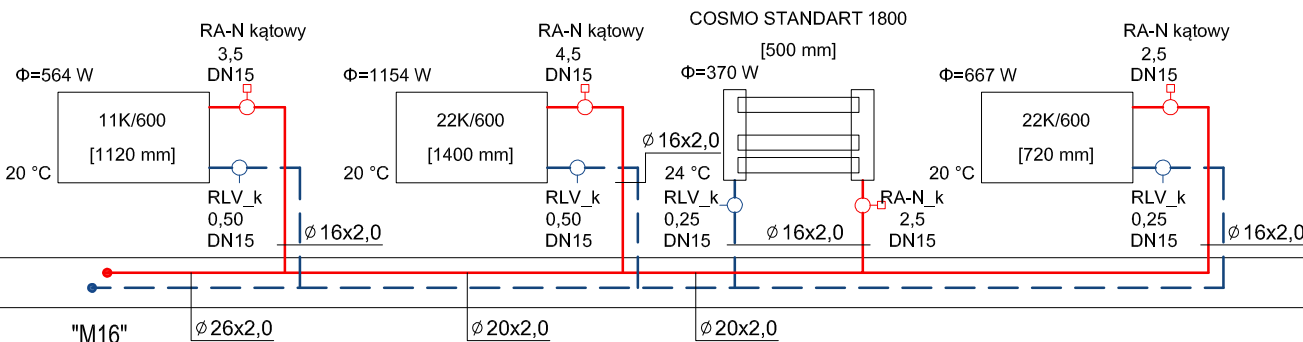 RA-N kątowy
3,5
DN15
Φ=564 W
11K/600
[1120 mm]
20 °C
RLV_k
0,50
DN15
⌀16x2,0
RA-N kątowy
4,5
DN15
Φ=1154 W
22K/600
[1400 mm]
20 °C
RLV_k
0,50
DN15
⌀16x2,0
COSMO STANDART 1800
[500 mm]
Φ=370 W
24 °C
RLV_k
0,25
DN15
RA-N_k
2,5
DN15
⌀16x2,0
RA-N kątowy
2,5
DN15
Φ=667 W
22K/600
[720 mm]
20 °C
RLV_k
0,25
DN15
⌀16x2,0
"M16"
⌀26x2,0
⌀20x2,0
⌀20x2,0